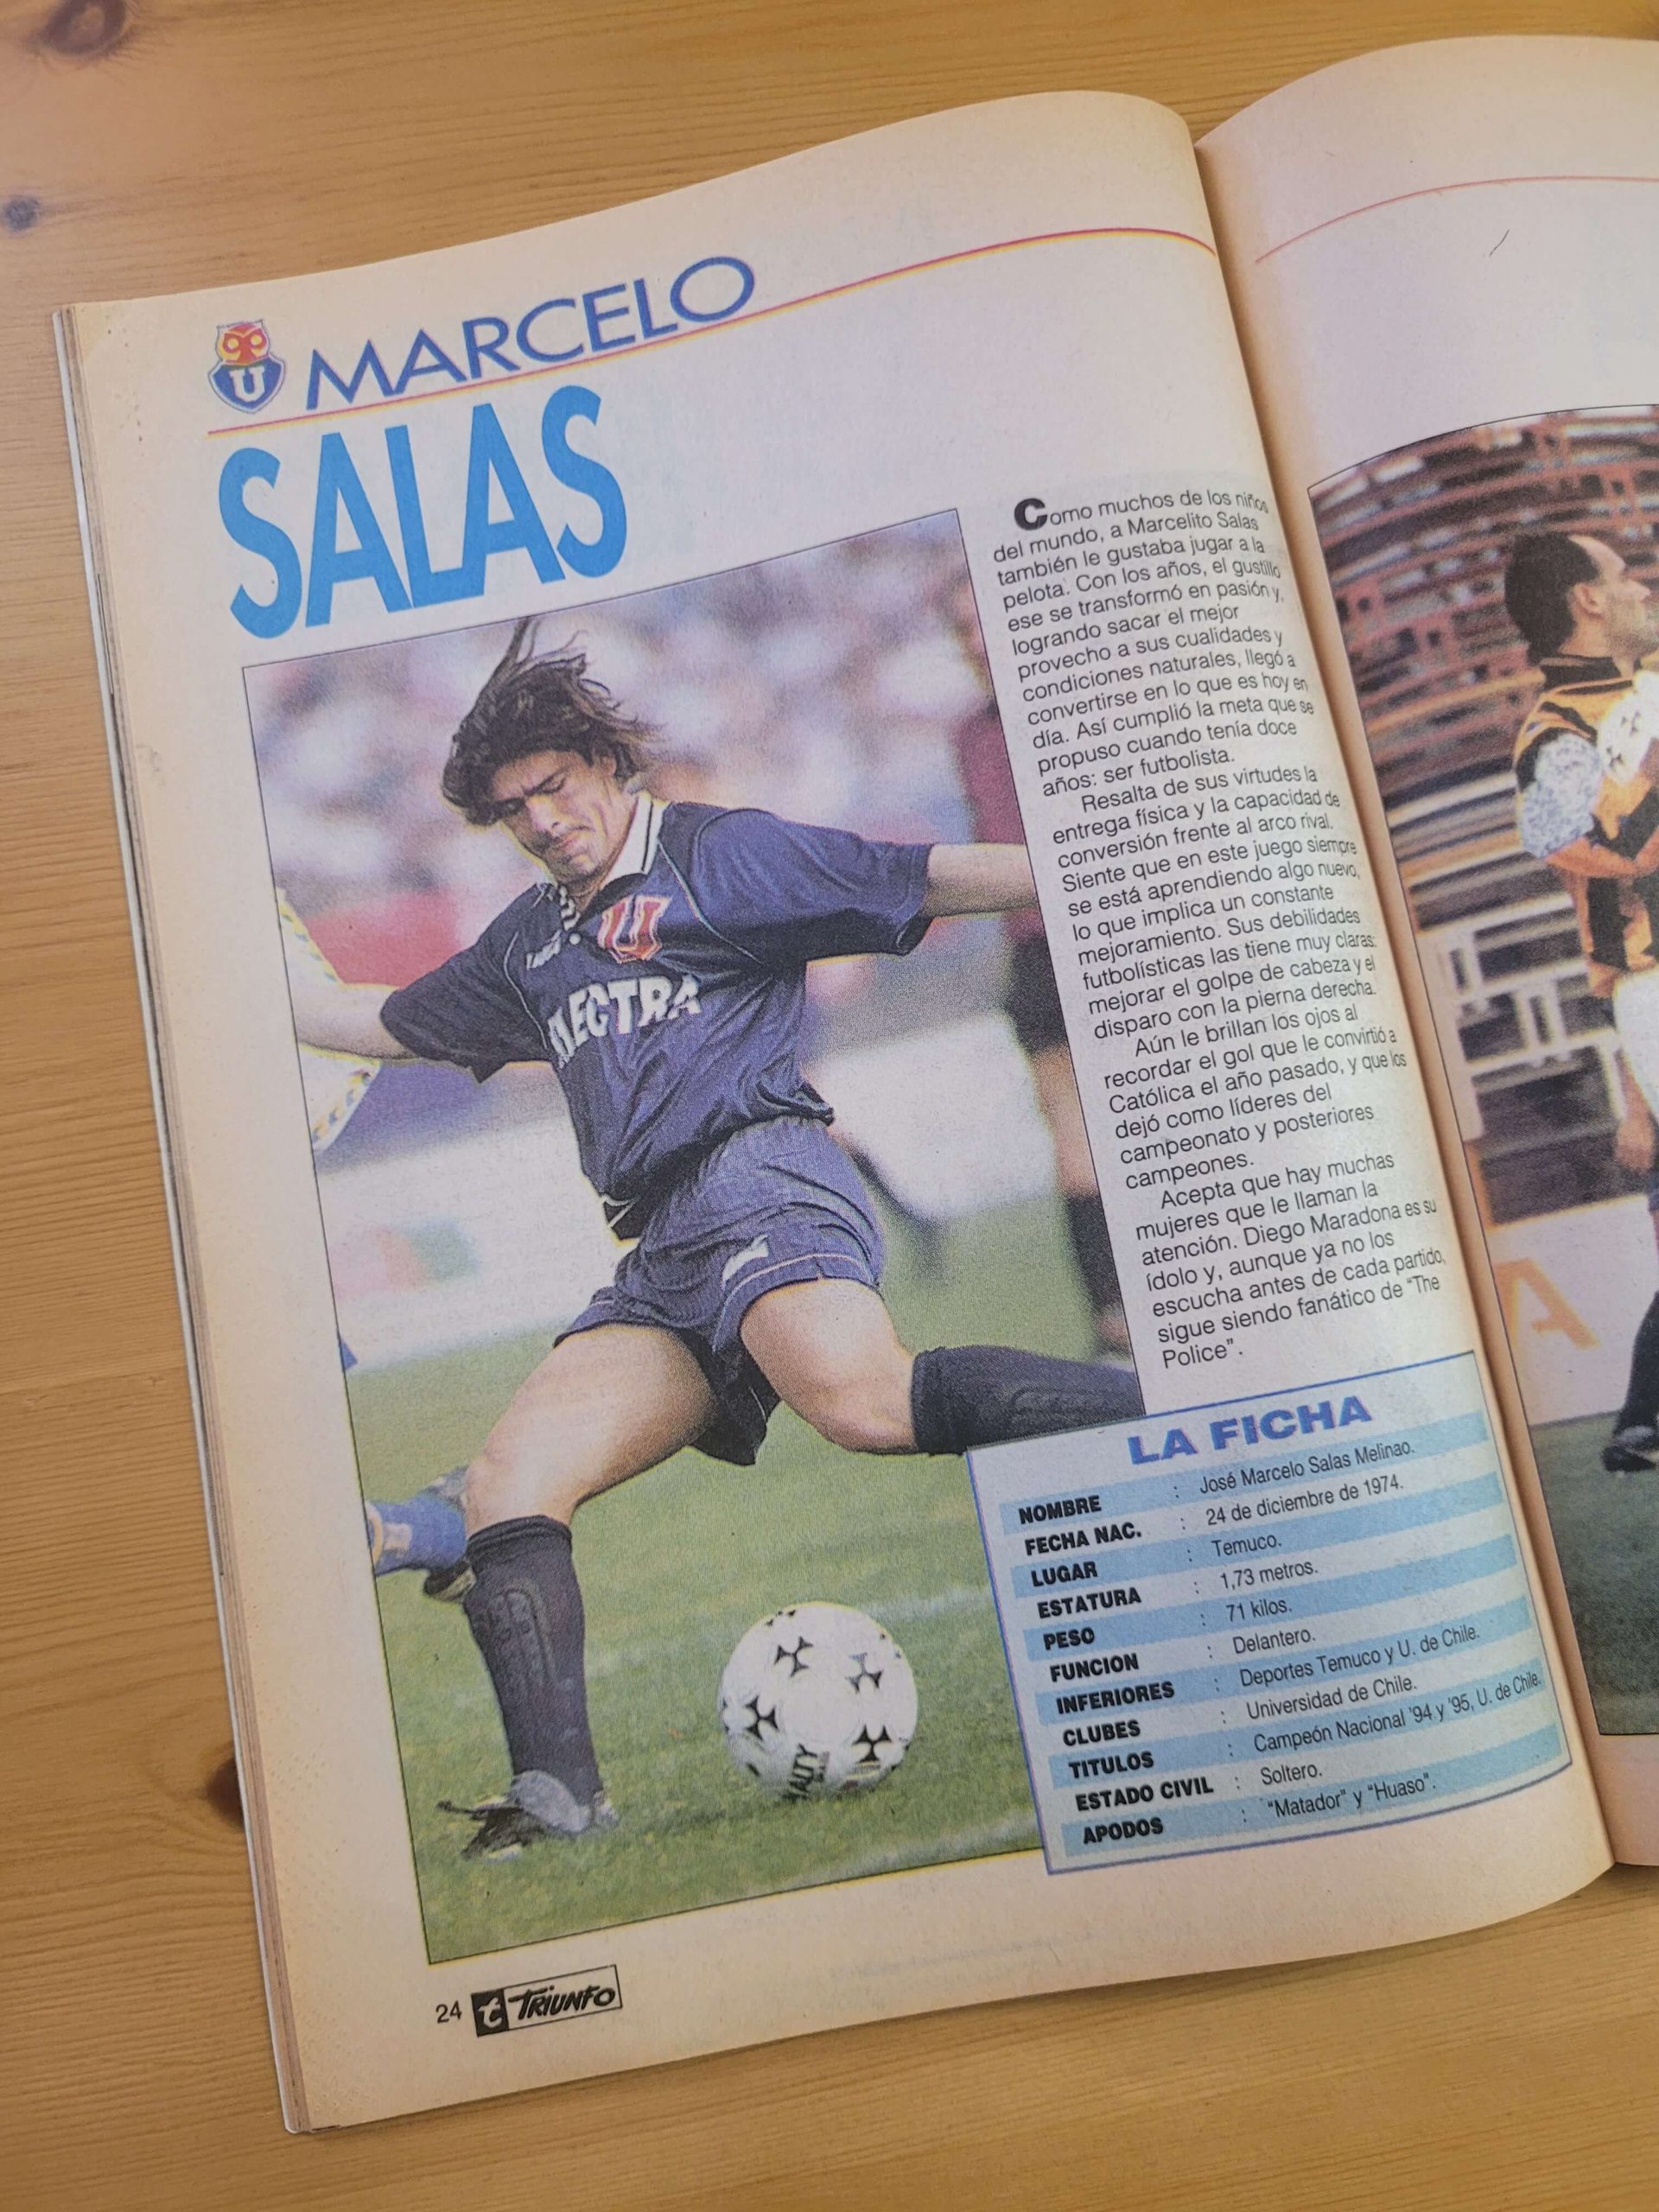 U
MARCELO
SALAS
Como muchos de los niños
del mundo, a Marcelito Salas
también le gustaba jugar a la
pelota. Con los años, el gustillo
ese se transformó en pasión y,
logrando sacar el mejor
provecho a sus cualidades y
condiciones naturales, llegó a
convertirse en lo que es hoy en
día. Así cumplió la meta que se
propuso cuando tenía doce
años: ser futbolista.
Resalta de sus virtudes la
entrega física y la capacidad de
conversión frente al arco rival.
Siente que en este juego siempre
se está aprendiendo algo nuevo,
lo que implica un constante
mejoramiento. Sus debilidades
futbolísticas las tiene muy claras:
mejorar el golpe de cabeza y el
disparo con la pierna derecha.
Aún le brillan los ojos al
recordar el gol que le convirtió a
Católica el año pasado, y que los
dejó como líderes del
campeonato y posteriores
campeones.
Acepta que hay muchas
mujeres que le llaman la
atención. Diego Maradona es su
ídolo y, aunque ya no los
escucha antes de cada partido,
sigue siendo fanático de "The
Police".
U
LA FICHA
NOMBRE : José Marcelo Salas Melinao.
FECHA NAC. : 24 de diciembre de 1974.
LUGAR : Temuco.
ESTATURA : 1,73 metros.
PESO : 71 kilos.
FUNCION : Delantero.
INFERIORES : Deportes Temuco y U. de Chile.
CLUBES : Universidad de Chile.
TITULOS : Campeón Nacional '94 y '95, U. de Chile.
ESTADO CIVIL : Soltero.
APODOS : "Matador" y "Huaso".
24 t TRIUNFO
A